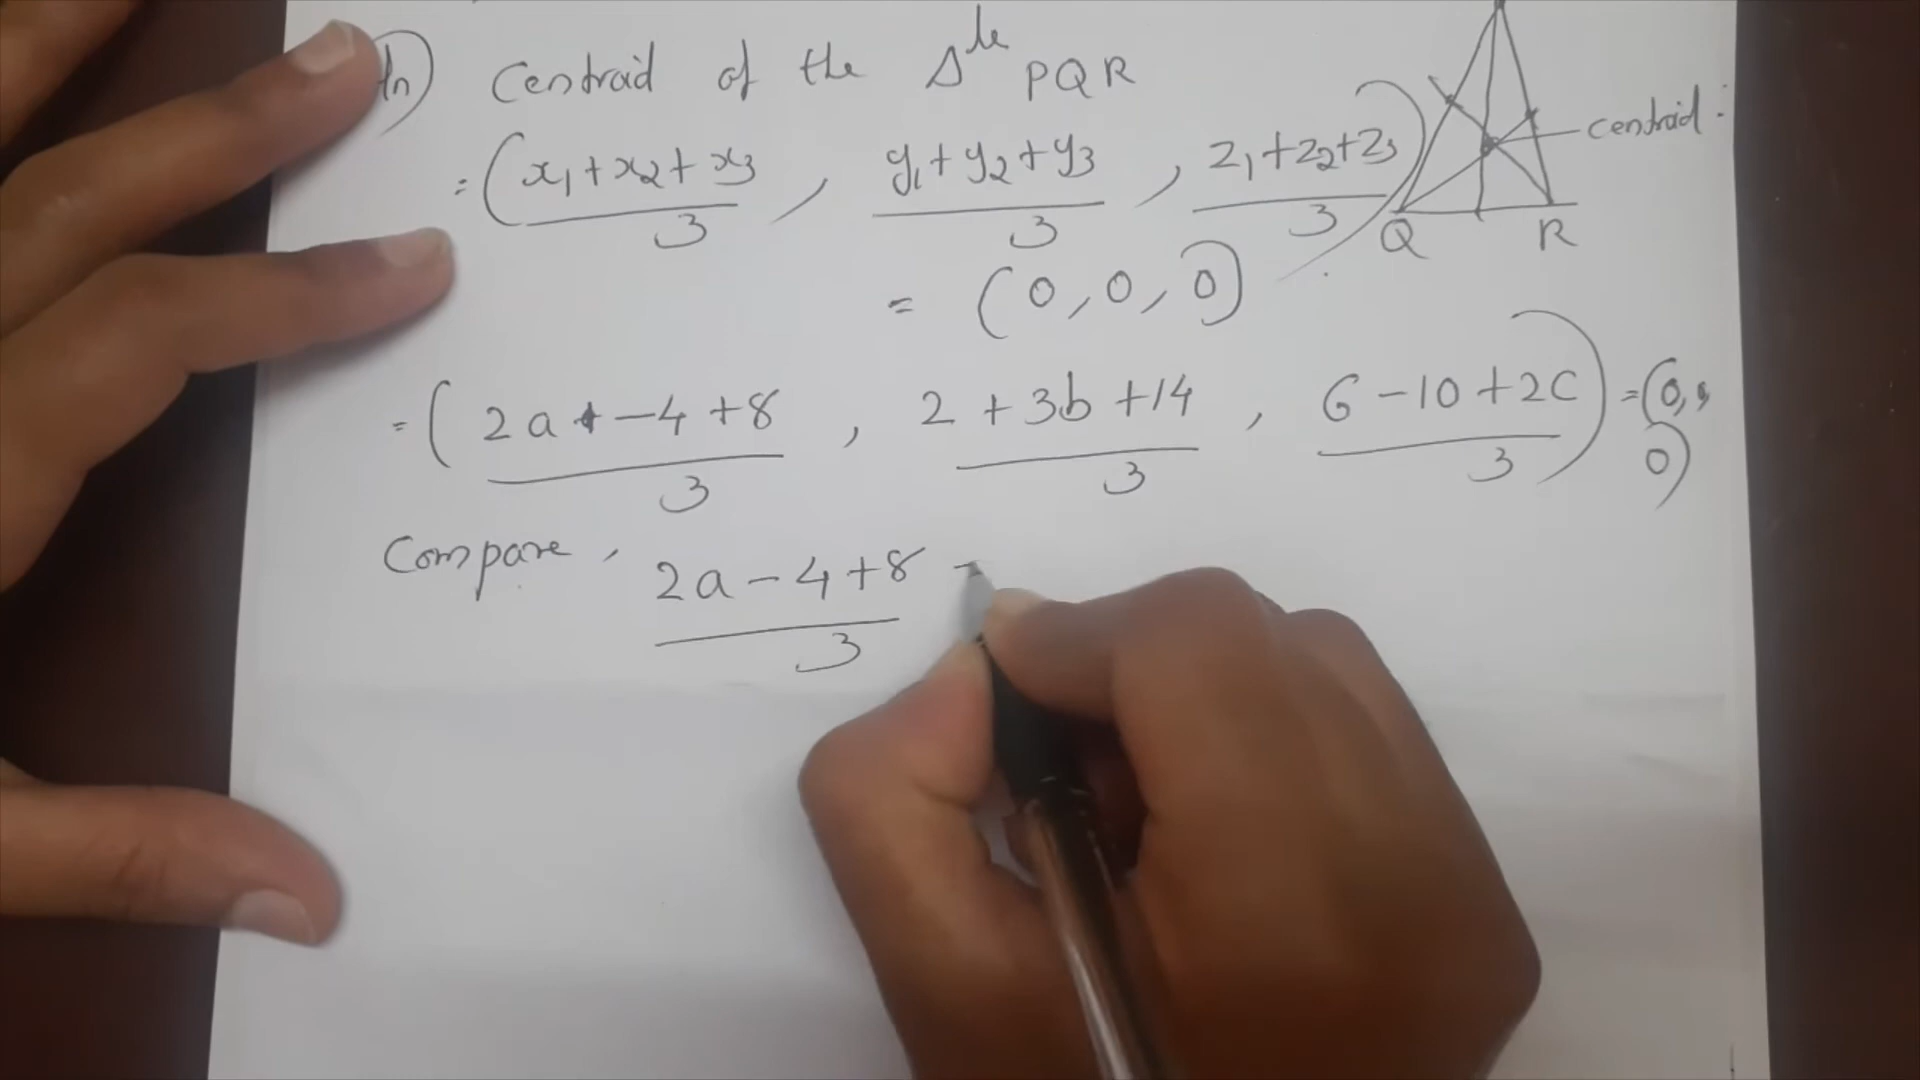 ln) Centroid of the Δle PQR
= (x₁+x₂+x₃/3, y₁+y₂+y₃/3, z₁+z₂+z₃/3)
centroid:
Q R
= (0,0,0)
= (2a+-4+8/3, 2+3b+14/3, 6-10+2c/3) = (0,,
0)
Compare, 2a-4+8/3 -